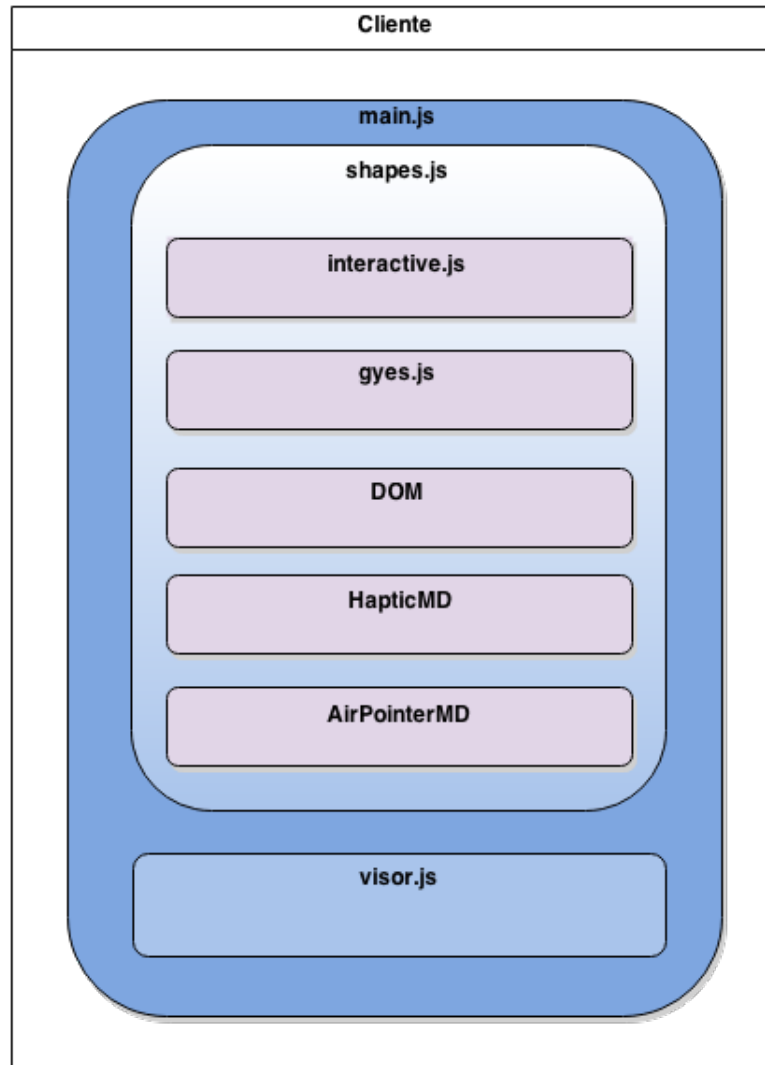 Cliente
main.js
shapes.js
interactive.js
gyes.js
DOM
HapticMD
AirPointerMD
visor.js